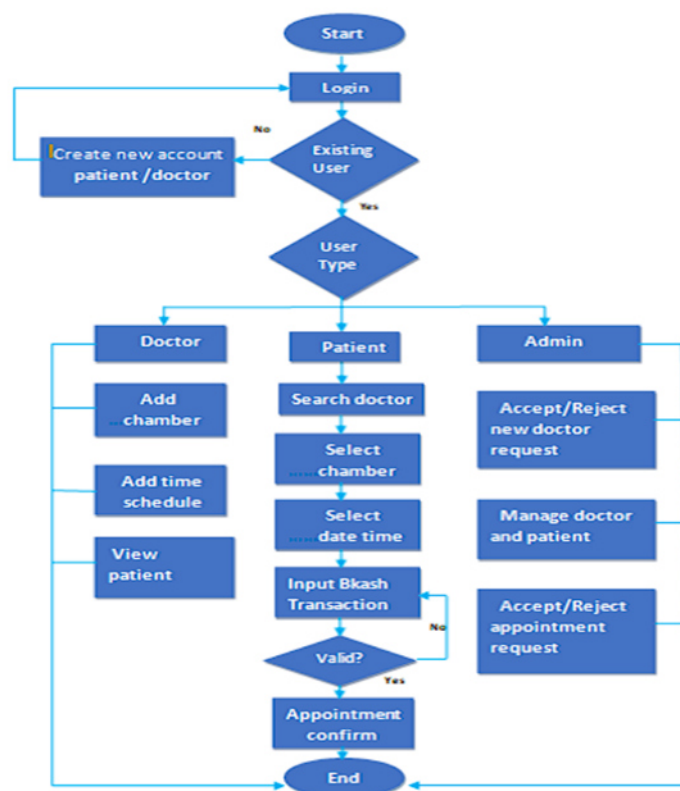 Start
Login
No
Existing
User
Create new account
patient /doctor
Yes
User
Type
Doctor
Patient
Admin
Add
...chamber
Search doctor
Accept/Reject
new doctor
request
Select
......chamber
Add time
schedule
Select
......date time
Manage doctor
and patient
View
patient
Input Bkash
Transaction
Accept/Reject
appointment
request
No
Valid?
Yes
Appointment
confirm
End